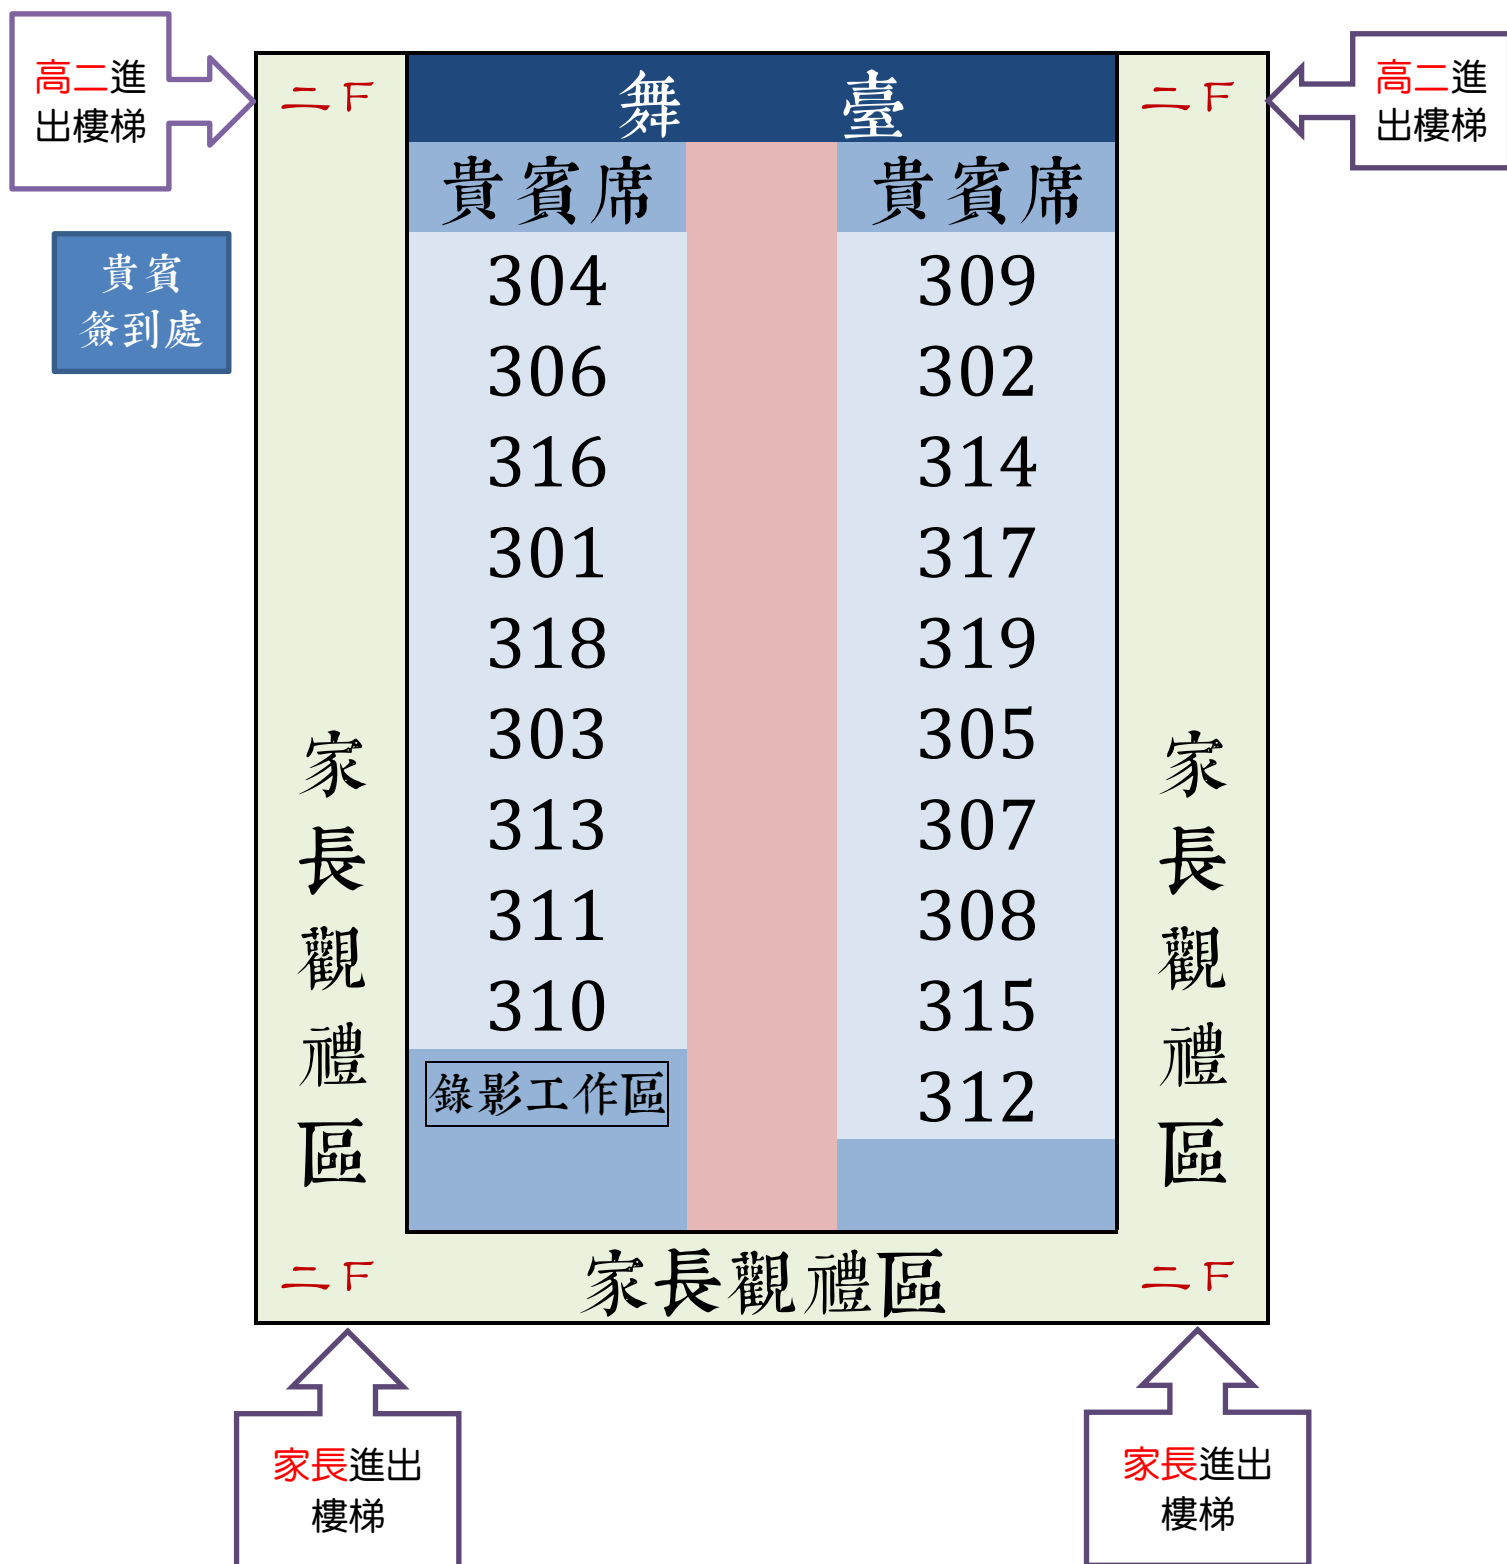 高二進
出樓梯
二F
舞臺
二F
高二進
出樓梯
貴賓席
貴賓席
貴賓
簽到處
304
309
306
302
316
314
301
317
318
319
303
305
313
307
311
308
310
315
錄影工作區
312
家長觀禮區
家長觀禮區
二F
家長觀禮區
二F
家長進出
樓梯
家長進出
樓梯